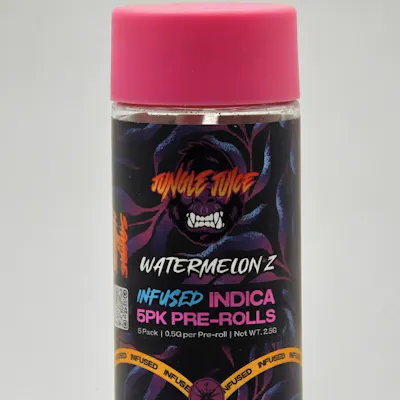 JUNGLE JUICE
WATERMELON Z
INFUSED INDICA
5PK PRE-ROLLS
5 Pack | 0.5G per Pre-roll | Net WT. 2.5G
INFUSED INFUSED INFUSED INFUSED